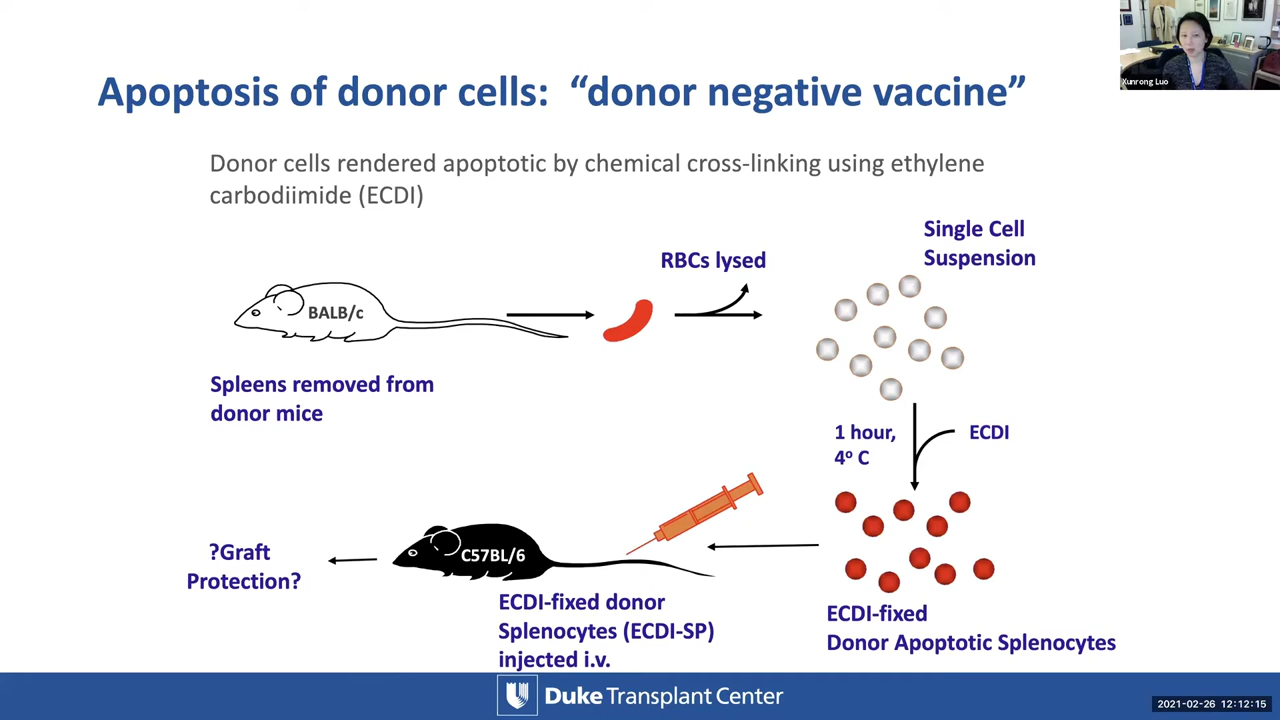 Xunrong Luo
Apoptosis of donor cells: “donor negative vaccine”
Donor cells rendered apoptotic by chemical cross-linking using ethylene
carbodiimide (ECDI)
BALB/c
Spleens removed from
donor mice
RBCs lysed
Single Cell
Suspension
1 hour,
4º C
ECDI
ECDI-fixed
Donor Apoptotic Splenocytes
C57BL/6
ECDI-fixed donor
Splenocytes (ECDI-SP)
injected i.v.
?Graft
Protection?
Duke Transplant Center
2021-02-26 12:12:15